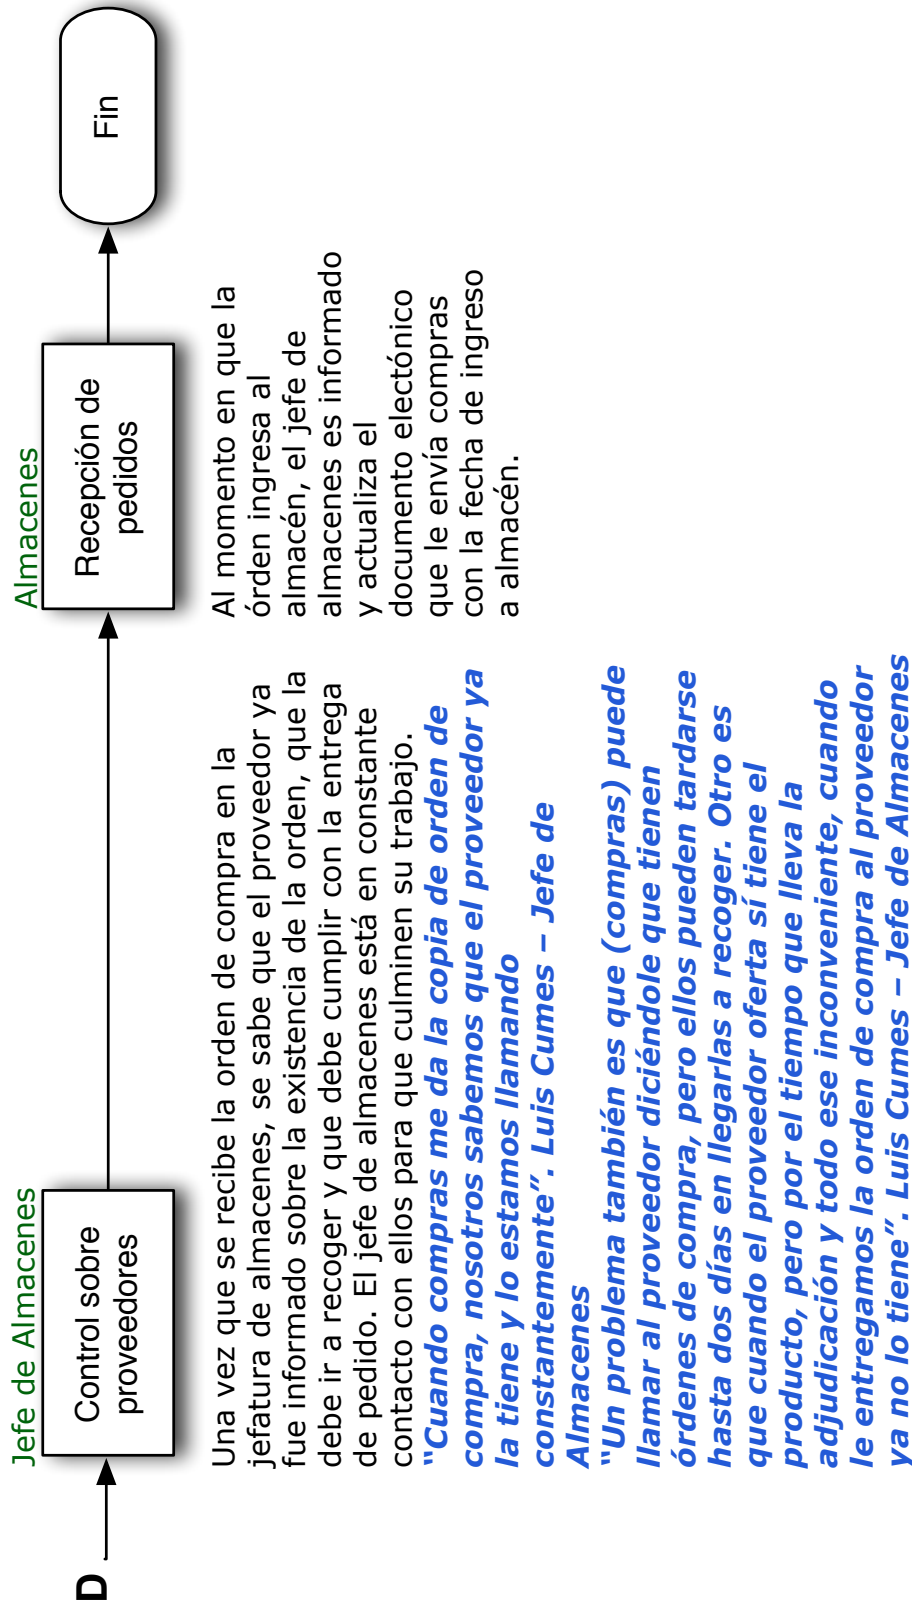 D
Jefe de Almacenes
Control sobre
proveedores
Una vez que se recibe la orden de compra en la
jefatura de almacenes, se sabe que el proveedor ya
fue informado sobre la existencia de la orden, que la
debe ir a recoger y que debe cumplir con la entrega
de pedido. El jefe de almacenes está en constante
contacto con ellos para que culminen su trabajo.
“Cuando compras me da la copia de orden de
compra, nosotros sabemos que el proveedor ya
la tiene y lo estamos llamando
constantemente”. Luis Cumes – Jefe de
Almacenes
“Un problema también es que (compras) puede
llamar al proveedor diciéndole que tienen
órdenes de compra, pero ellos pueden tardarse
hasta dos días en llegarlas a recoger. Otro es
que cuando el proveedor oferta sí tiene el
producto, pero por el tiempo que lleva la
adjudicación y todo ese inconveniente, cuando
le entregamos la orden de compra al proveedor
ya no lo tiene”. Luis Cumes – Jefe de Almacenes
Almacenes
Recepción de
pedidos
Al momento en que la
órden ingresa al
almacén, el jefe de
almacenes es informado
y actualiza el
documento electónico
que le envía compras
con la fecha de ingreso
a almacén.
Fin